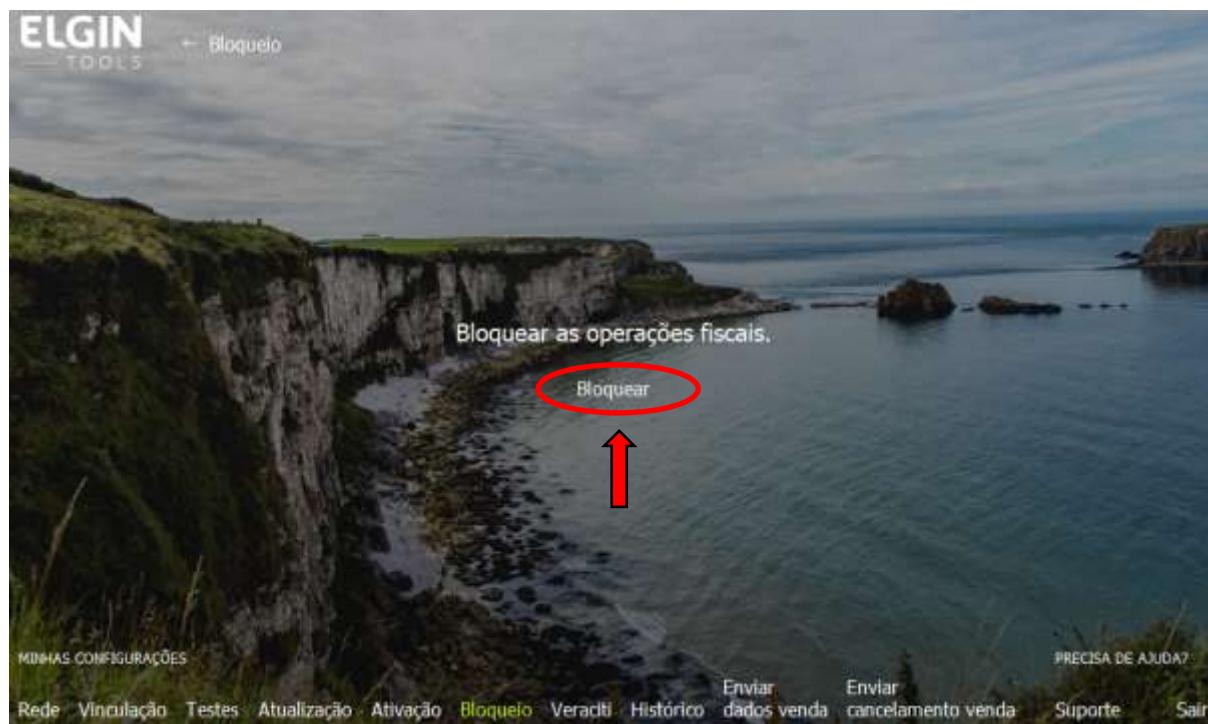 ELGIN
TOOLS
← Bloqueio
Bloquear as operações fiscais.
Bloquear
MINHAS CONFIGURAÇÕES
PRECISA DE AJUDA?
Rede Vinculação Testes Atualização Ativação Bloqueio Veraciti Histórico
Enviar
dados venda
Enviar
cancelamento venda
Suporte Sair